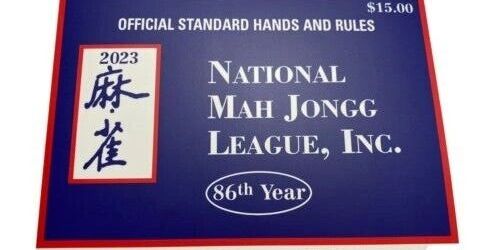 $15.00
OFFICIAL STANDARD HANDS AND RULES
2023
麻
雀
NATIONAL
MAH JONGG
LEAGUE, INC.
86th Year